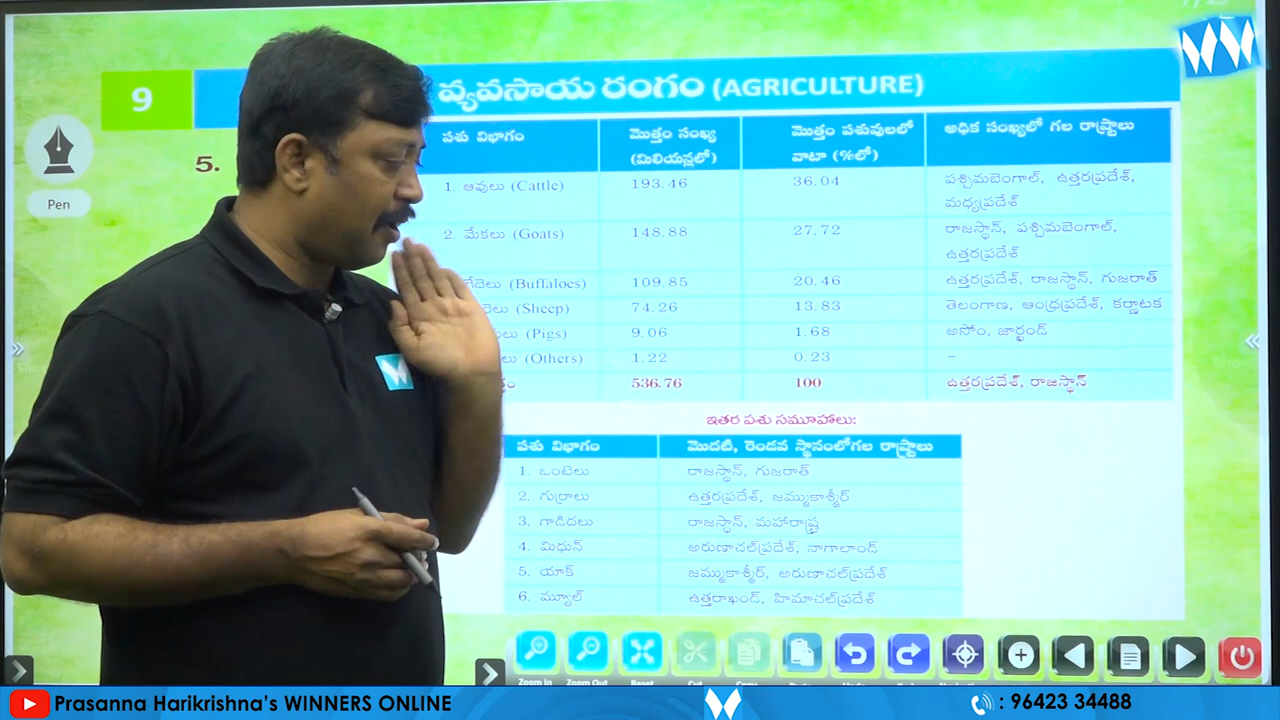 9
వ్యవసాయ రంగం (AGRICULTURE)
Pen
5.
పశు విభాగం
మొత్తం సంఖ్య (మిలియన్లలో)
మొత్తం పశువులలో వాటా (%లో)
అధిక సంఖ్యలో గల రాష్ట్రాలు
1. ఆవులు (Cattle) 193.46 36.04 పశ్చిమబెంగాల్, ఉత్తరప్రదేశ్,
మధ్యప్రదేశ్
2. మేకలు (Goats) 148.88 27.72 రాజస్థాన్, పశ్చిమబెంగాల్,
ఉత్తరప్రదేశ్
(Buffaloes) 109.85 20.46 ఉత్తరప్రదేశ్, రాజస్థాన్, గుజరాత్
(Sheep) 74.26 13.83 తెలంగాణ, ఆంధ్రప్రదేశ్, కర్ణాటక
(Pigs) 9.06 1.68 అసోం, జార్ఖండ్
(Others) 1.22 0.23 –
536.76 100 ఉత్తరప్రదేశ్, రాజస్థాన్
ఇతర పశు సమూహాలు:
పశు విభాగం మొదటి, రెండవ స్థానంలోగల రాష్ట్రాలు
1. ఒంటెలు రాజస్థాన్, గుజరాత్
2. గుర్రాలు ఉత్తరప్రదేశ్, జమ్ముకాశ్మీర్
3. గాడిదలు రాజస్థాన్, మహారాష్ట్ర
4. మిధున్ అరుణాచల్‌ప్రదేశ్, నాగాలాండ్
5. యాక్ జమ్ముకాశ్మీర్, అరుణాచల్‌ప్రదేశ్
6. మ్యూల్ ఉత్తరాఖండ్, హిమాచల్‌ప్రదేశ్
Zoom In Zoom Out Reset Cut
Prasanna Harikrishna's WINNERS ONLINE
: 96423 34488